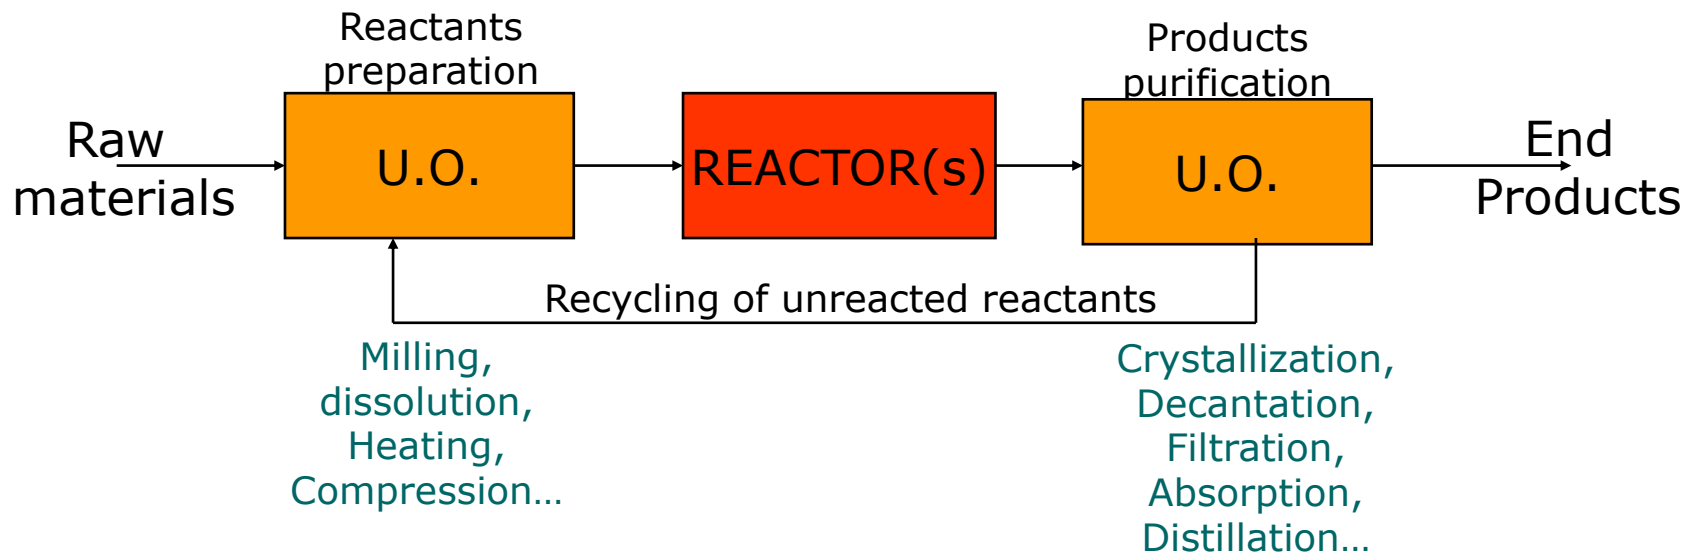 Reactants
preparation
Products
purification
Raw
materials
U.O.
REACTOR(s)
U.O.
End
Products
Recycling of unreacted reactants
Milling,
dissolution,
Heating,
Compression…
Crystallization,
Decantation,
Filtration,
Absorption,
Distillation…